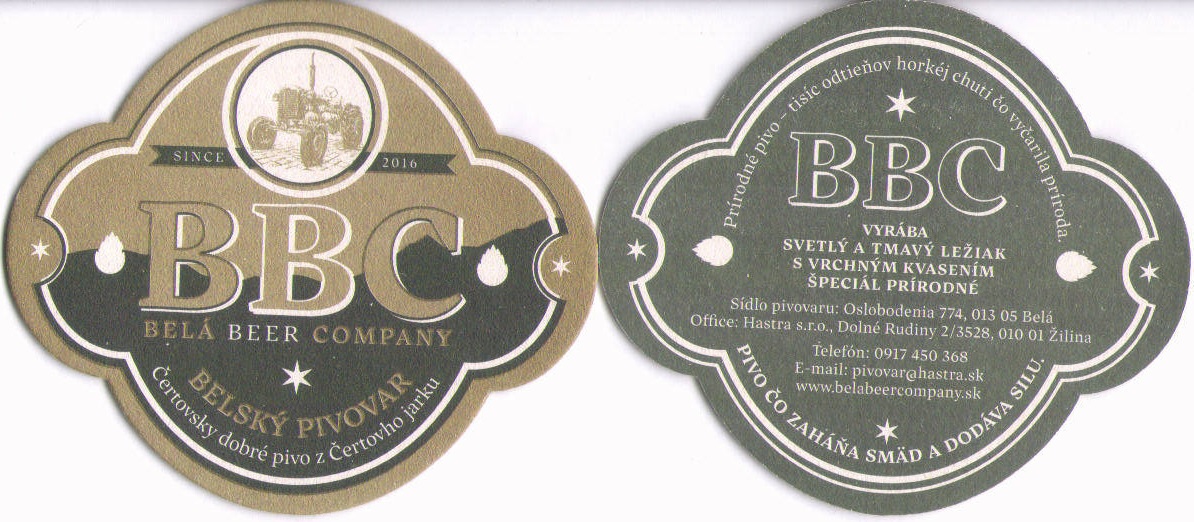 SINCE 2016
BBC
BELÁ BEER COMPANY
BELSKÝ PIVOVAR
Čertovsky dobré pivo z Čertovho jarku
Prírodné pivo – tisíc odtieňov horkéj chuti čo vyčarila príroda.
BBC
VYRÁBA
SVETLÝ A TMAVÝ LEŽIAK
S VRCHNÝM KVASENÍM
ŠPECIÁL PRÍRODNÉ
Sídlo pivovaru: Oslobodenia 774, 013 05 Belá
Office: Hastra s.r.o., Dolné Rudiny 2/3528, 010 01 Žilina
Telefón: 0917 450 368
E-mail: pivovar@hastra.sk
www.belabeercompany.sk
PIVO ČO ZAHÁŇA SMÄD A DODÁVA SILU.